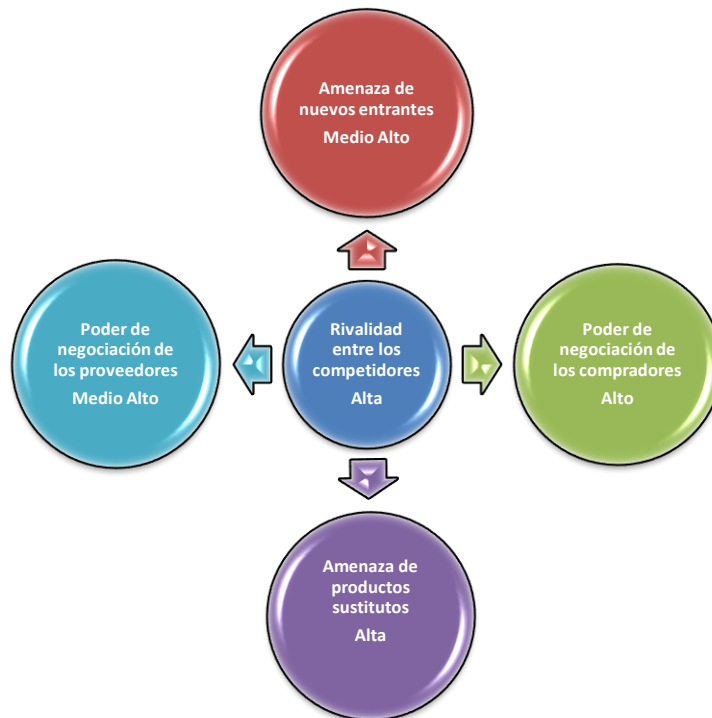 Amenaza de
nuevos entrantes
Medio Alto
Poder de
negociación de
los proveedores
Medio Alto
Rivalidad
entre los
competidores
Alta
Poder de
negociación de
los compradores
Alto
Amenaza de
productos
sustitutos
Alta